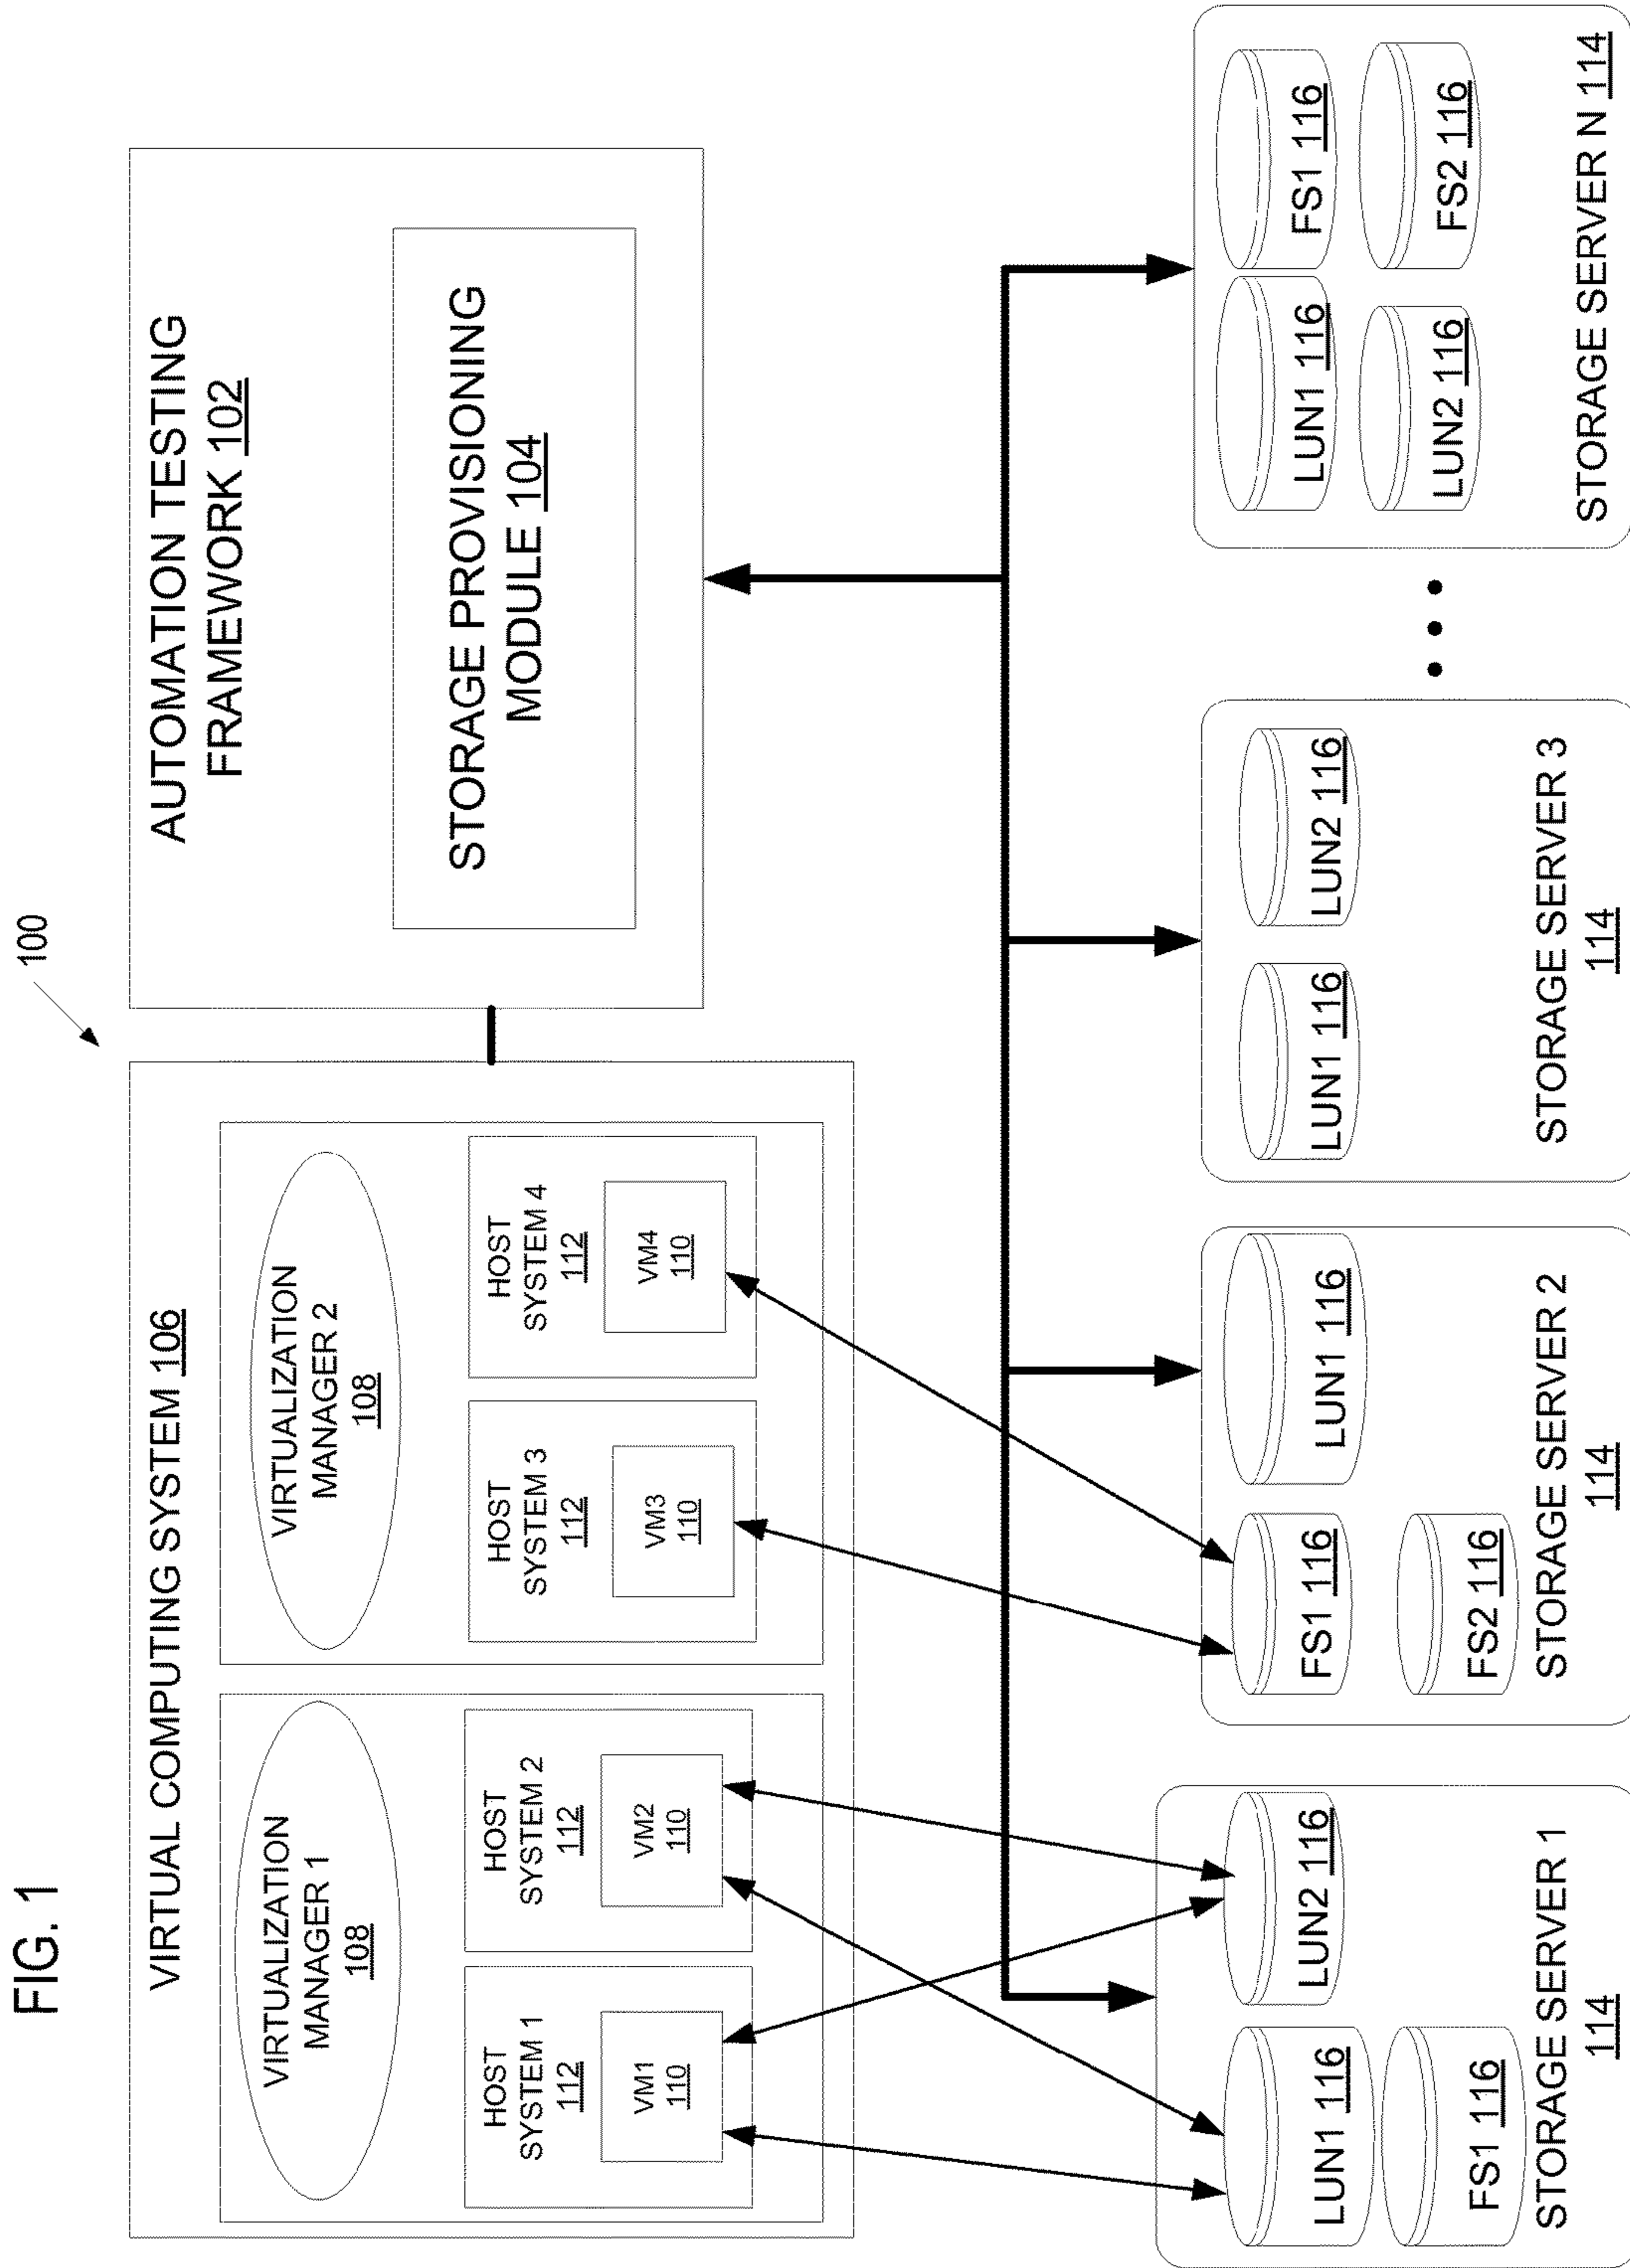 FIG. 1
100
VIRTUAL COMPUTING SYSTEM 106
VIRTUALIZATION
MANAGER 1
108
HOST
SYSTEM 1
112
VM1
110
HOST
SYSTEM 2
112
VM2
110
VIRTUALIZATION
MANAGER 2
108
HOST
SYSTEM 3
112
VM3
110
HOST
SYSTEM 4
112
VM4
110
AUTOMATION TESTING
FRAMEWORK 102
STORAGE PROVISIONING
MODULE 104
LUN1 116
LUN2 116
FS1 116
STORAGE SERVER 1
114
FS1 116
LUN1 116
FS2 116
STORAGE SERVER 2
114
LUN1 116
LUN2 116
STORAGE SERVER 3
114
LUN1 116
FS1 116
LUN2 116
FS2 116
STORAGE SERVER N 114